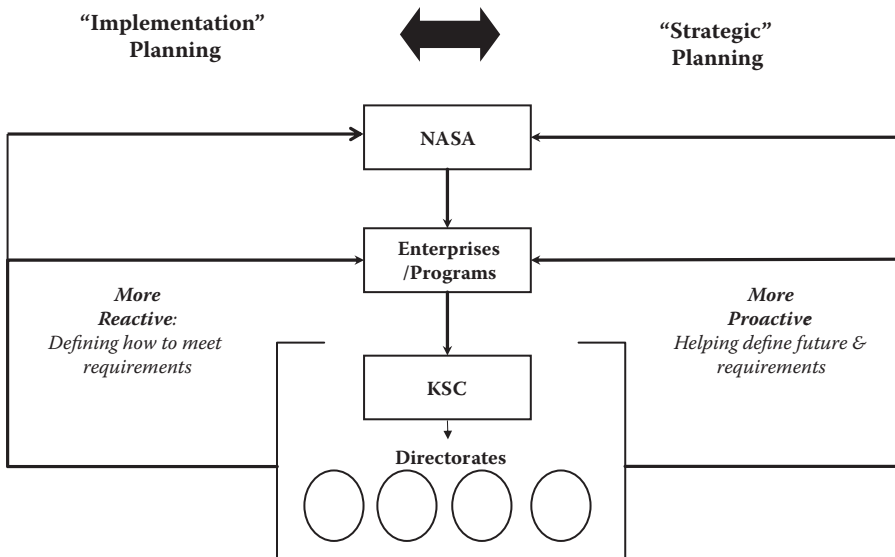 “Implementation”
Planning
“Strategic”
Planning
NASA
Enterprises
/Programs
More
Reactive:
Defining how to meet
requirements
More
Proactive
Helping define future &
requirements
KSC
Directorates